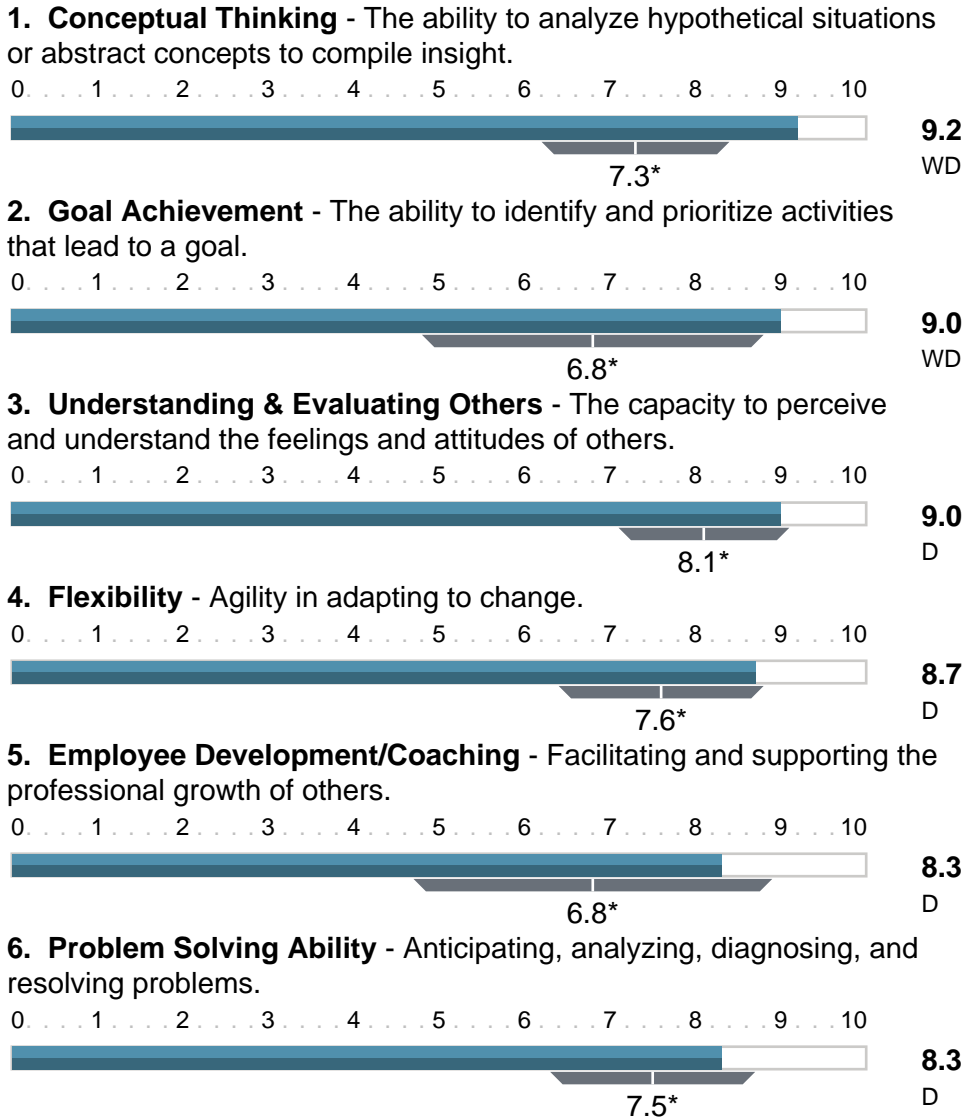 1. Conceptual Thinking - The ability to analyze hypothetical situations
or abstract concepts to compile insight.
0. . . . 1 . . . . 2 . . . . 3 . . . . 4 . . . . 5 . . . . 6 . . . . 7 . . . . 8 . . . . 9 . . . 10
9.2
WD
7.3*
2. Goal Achievement - The ability to identify and prioritize activities
that lead to a goal.
0. . . . 1 . . . . 2 . . . . 3 . . . . 4 . . . . 5 . . . . 6 . . . . 7 . . . . 8 . . . . 9 . . . 10
9.0
WD
6.8*
3. Understanding & Evaluating Others - The capacity to perceive
and understand the feelings and attitudes of others.
0. . . . 1 . . . . 2 . . . . 3 . . . . 4 . . . . 5 . . . . 6 . . . . 7 . . . . 8 . . . . 9 . . . 10
9.0
D
8.1*
4. Flexibility - Agility in adapting to change.
0. . . . 1 . . . . 2 . . . . 3 . . . . 4 . . . . 5 . . . . 6 . . . . 7 . . . . 8 . . . . 9 . . . 10
8.7
D
7.6*
5. Employee Development/Coaching - Facilitating and supporting the
professional growth of others.
0. . . . 1 . . . . 2 . . . . 3 . . . . 4 . . . . 5 . . . . 6 . . . . 7 . . . . 8 . . . . 9 . . . 10
8.3
D
6.8*
6. Problem Solving Ability - Anticipating, analyzing, diagnosing, and
resolving problems.
0. . . . 1 . . . . 2 . . . . 3 . . . . 4 . . . . 5 . . . . 6 . . . . 7 . . . . 8 . . . . 9 . . . 10
8.3
D
7.5*